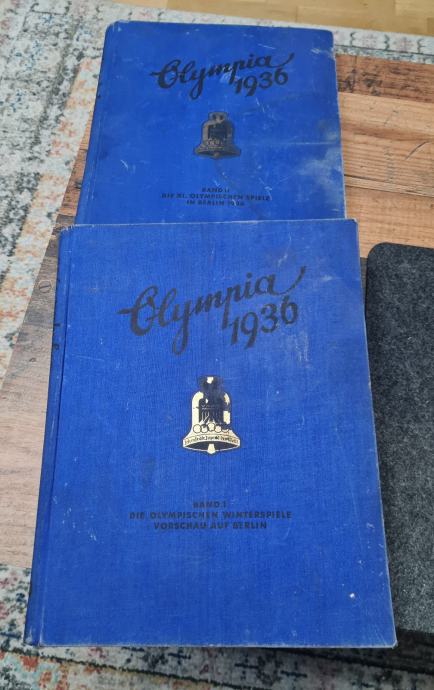 Olympia
1936
BAND II
DIE XI. OLYMPISCHEN SPIELE
IN BERLIN 1936
Olympia
1936
BAND I
DIE OLYMPISCHEN WINTERSPIELE
VORSCHAU AUF BERLIN